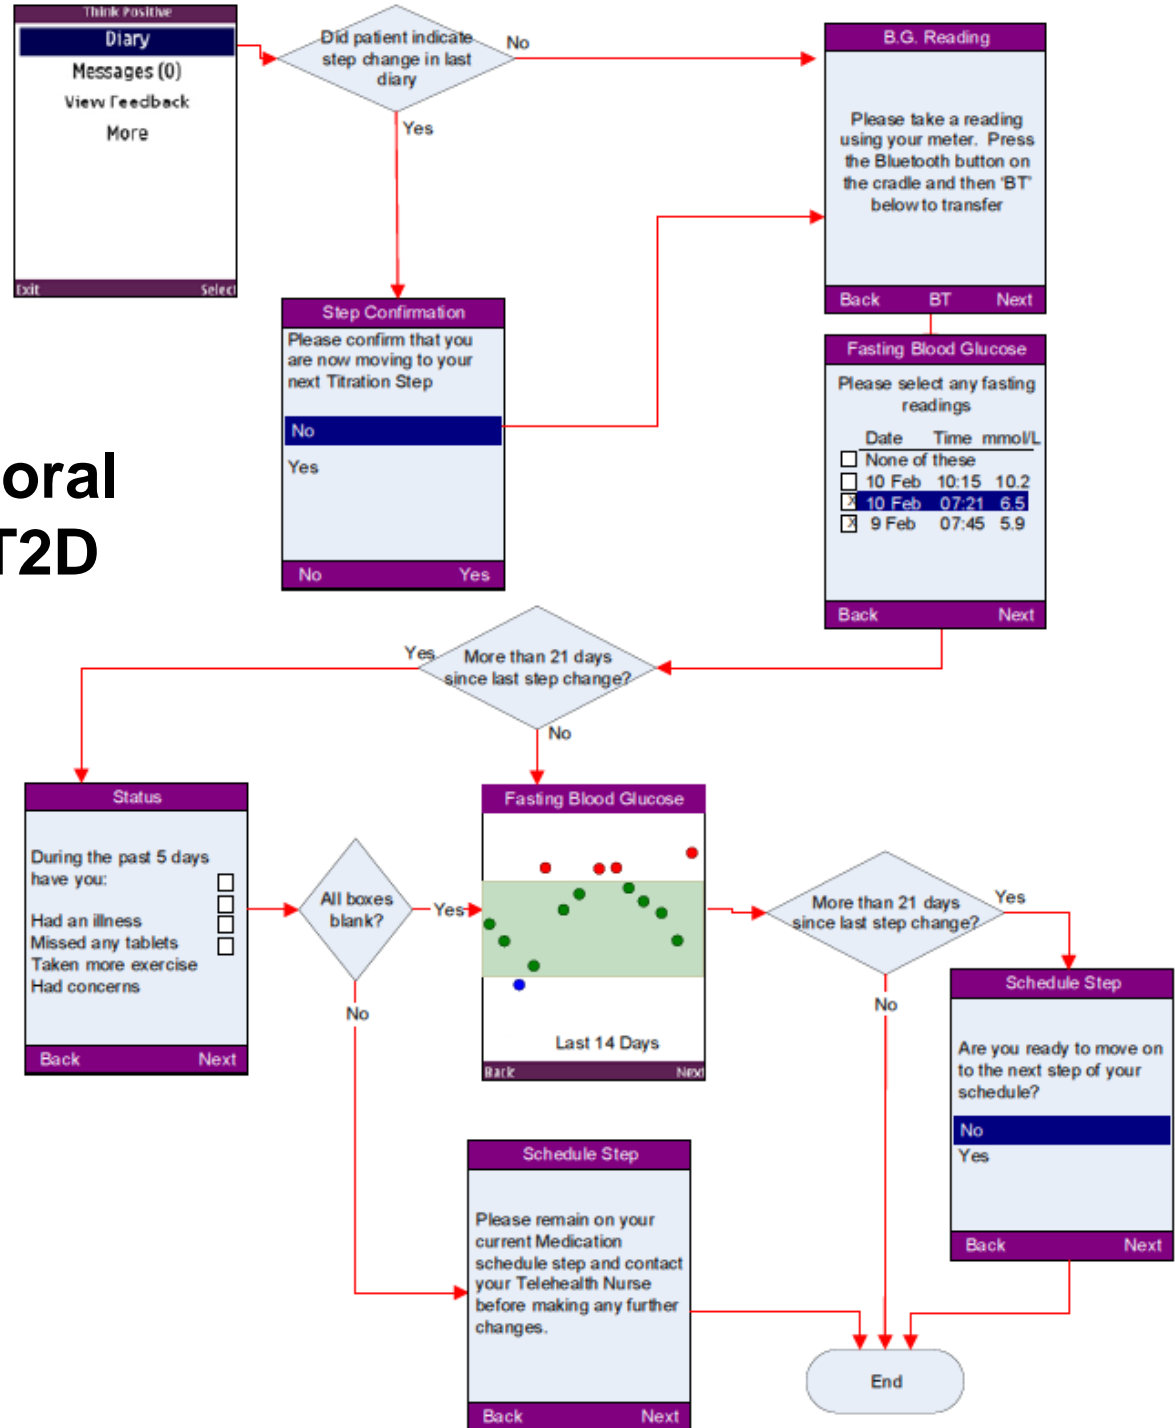 Think Positive
Diary
Messages (0)
View Feedback
More
Exit Select
Did patient indicate
step change in last
diary
No
Yes
B.G. Reading
Please take a reading
using your meter. Press
the Bluetooth button on
the cradle and then 'BT'
below to transfer
Back BT Next
Step Confirmation
Please confirm that you
are now moving to your
next Titration Step
No
Yes
No Yes
Fasting Blood Glucose
Please select any fasting
readings
Date Time mmol/L
None of these
10 Feb 10:15 10.2
X 10 Feb 07:21 6.5
X 9 Feb 07:45 5.9
Back Next
oral
T2D
More than 21 days
since last step change?
Yes
No
Status
During the past 5 days
have you:
Had an illness
Missed any tablets
Taken more exercise
Had concerns
Back Next
All boxes
blank?
Yes
No
Fasting Blood Glucose
Last 14 Days
Back Next
More than 21 days
since last step change?
Yes
No
Schedule Step
Are you ready to move on
to the next step of your
schedule?
No
Yes
Back Next
Schedule Step
Please remain on your
current Medication
schedule step and contact
your Telehealth Nurse
before making any further
changes.
Back Next
End